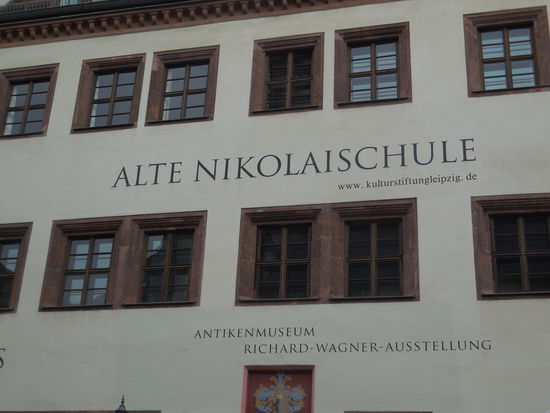 ALTE NIKOLAISCHULE
www. kulturstiftungleipzig. de
ANTIKENMUSEUM
RICHARD-WAGNER-AUSSTELLUNG
S